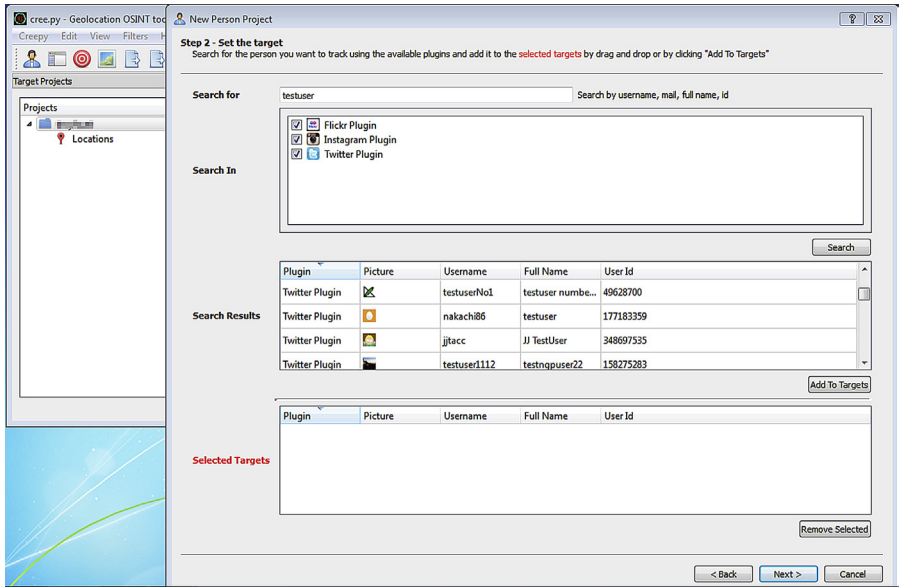 cree.py - Geolocation OSINT too
New Person Project
Creepy Edit View Filters H
Target Projects
Projects
Locations
Step 2 - Set the target
Search for the person you want to track using the available plugins and add it to the selected targets by drag and drop or by clicking "Add To Targets"
Search for testuser Search by username, mail, full name, id
Search In
Flickr Plugin
Instagram Plugin
Twitter Plugin
Search
Search Results
Plugin Picture Username Full Name User Id
Twitter Plugin testuserNo1 testuser numbe... 49628700
Twitter Plugin nakachi86 testuser 177183359
Twitter Plugin jjtacc JJ TestUser 348697535
Twitter Plugin testuser1112 testngpuser22 158275283
Add To Targets
Selected Targets
Plugin Picture Username Full Name User Id
Remove Selected
< Back Next > Cancel